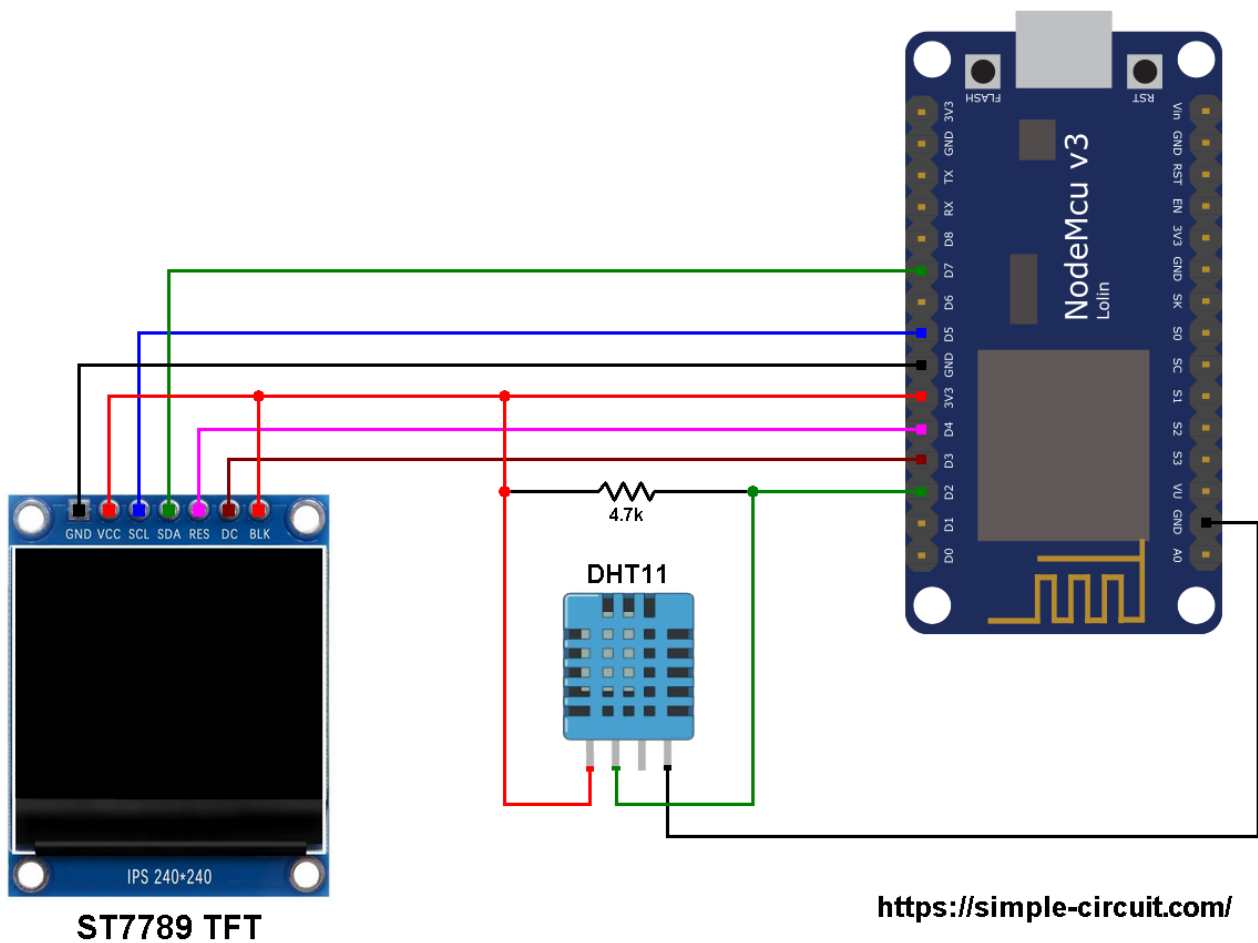 FLASH
RST
3V3
GND
TX
RX
D8
D7
D6
D5
GND
3V3
D4
D3
D2
D1
D0
NodeMcu v3
Lolin
Vin
GND
RST
EN
3V3
GND
SK
S0
SC
S1
S2
S3
VU
GND
A0
4.7k
GND VCC SCL SDA RES DC BLK
DHT11
IPS 240*240
ST7789 TFT
https://simple-circuit.com/